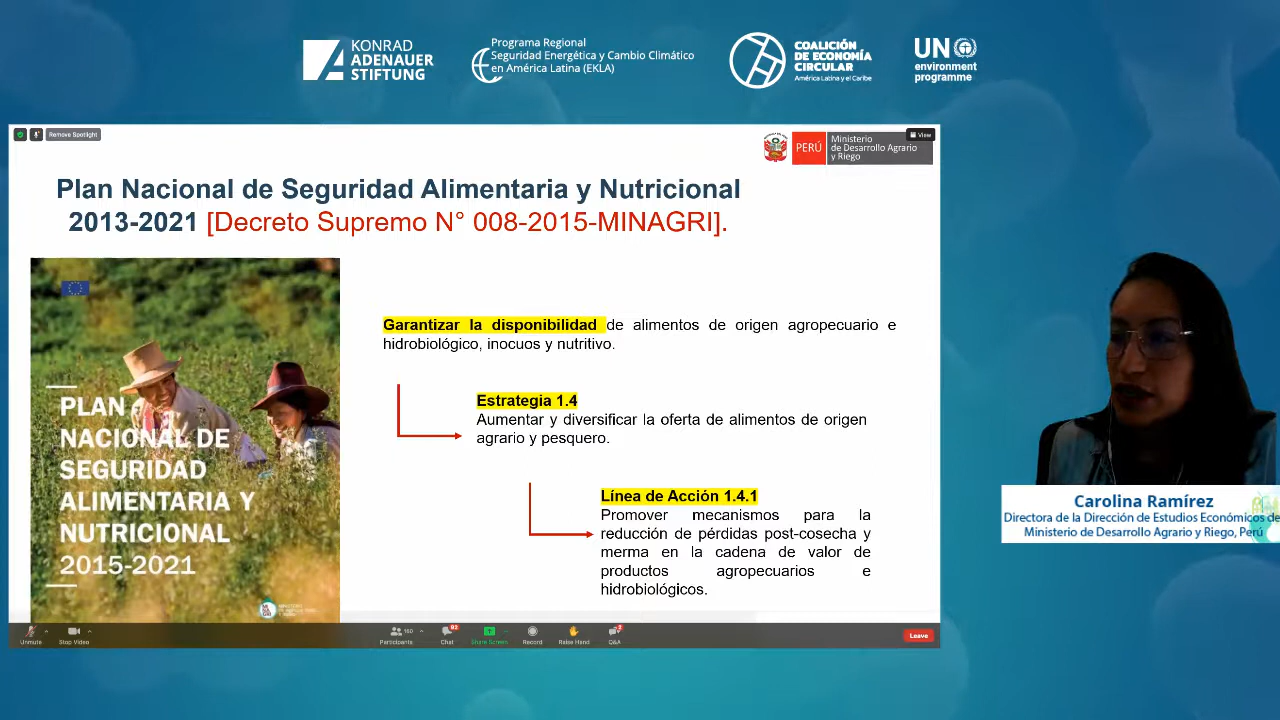 KONRAD
ADENAUER
STIFTUNG
Programa Regional
Seguridad Energética y Cambio Climático
en América Latina (EKLA)
COALICIÓN
DE ECONOMÍA
CIRCULAR
América Latina y el Caribe
UN
environment
programme
Remove Spotlight
View
PERÚ
Ministerio
de Desarrollo Agrario
y Riego
Plan Nacional de Seguridad Alimentaria y Nutricional
2013-2021 [Decreto Supremo N° 008-2015-MINAGRI].
PLAN
NACIONAL DE
SEGURIDAD
ALIMENTARIA Y
NUTRICIONAL
2015-2021
Garantizar la disponibilidad de alimentos de origen agropecuario e
hidrobiológico, inocuos y nutritivo.
Estrategia 1.4
Aumentar y diversificar la oferta de alimentos de origen
agrario y pesquero.
Línea de Acción 1.4.1
Promover mecanismos para la
reducción de pérdidas post-cosecha y
merma en la cadena de valor de
productos agropecuarios e
hidrobiológicos.
Carolina Ramírez
Directora de la Dirección de Estudios Económicos de
Ministerio de Desarrollo Agrario y Riego, Perú
Unmute
Stop Video
160
Participants
Chat
Share Screen
Record
Raise Hand
Q&A
Leave